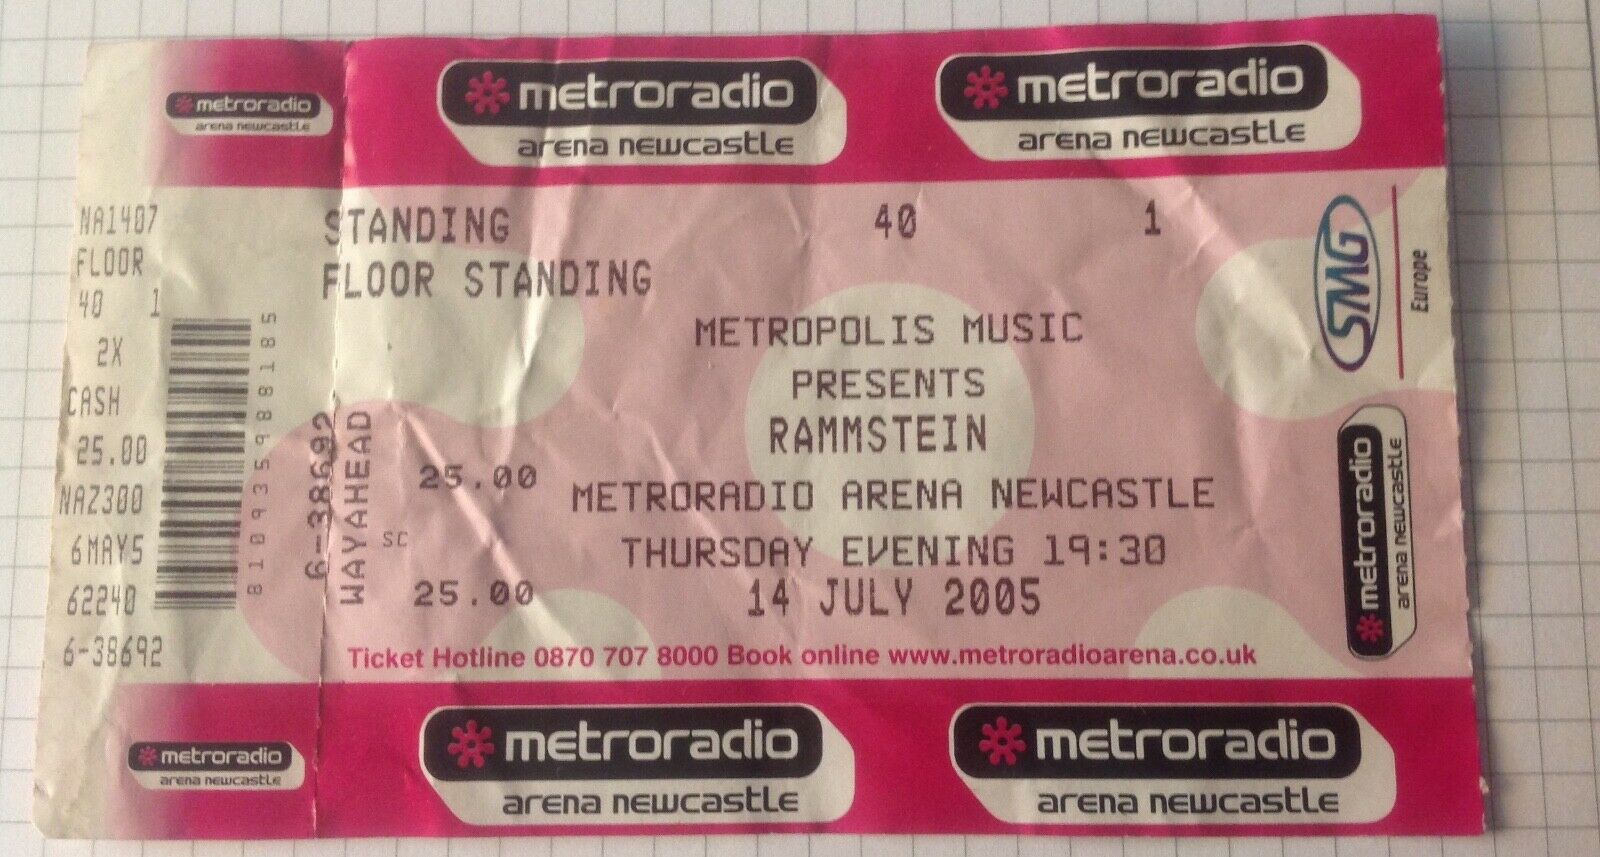 metroradio
arena newcastle
metroradio
arena newcastle
metroradio
arena newcastle
NA1407
FLOOR
40 1
2X
CASH
25.00
NAZ300
6MAY5
62240
6-38692
810935988185
6-38692
WAYAHEAD
STANDING 40 1
FLOOR STANDING
METROPOLIS MUSIC
PRESENTS
RAMMSTEIN
25.00
METRORADIO ARENA NEWCASTLE
SC
THURSDAY EVENING 19:30
25.00
14 JULY 2005
Ticket Hotline 0870 707 8000 Book online www.metroradioarena.co.uk
SMG
Europe
metroradio
arena newcastle
metroradio
arena newcastle
metroradio
arena newcastle
metroradio
arena newcastle